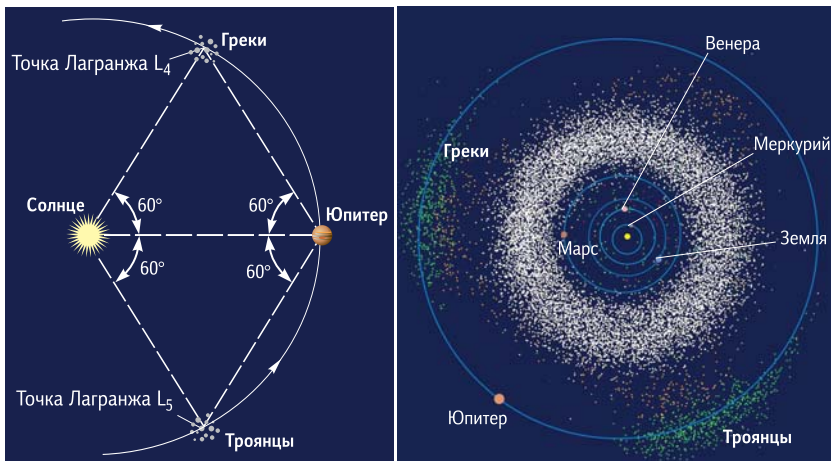 Греки
Точка Лагранжа L4
Солнце
60°
60°
Юпитер
60°
60°
Точка Лагранжа L5
Троянцы
Венера
Греки
Меркурий
Марс
Земля
Юпитер
Троянцы